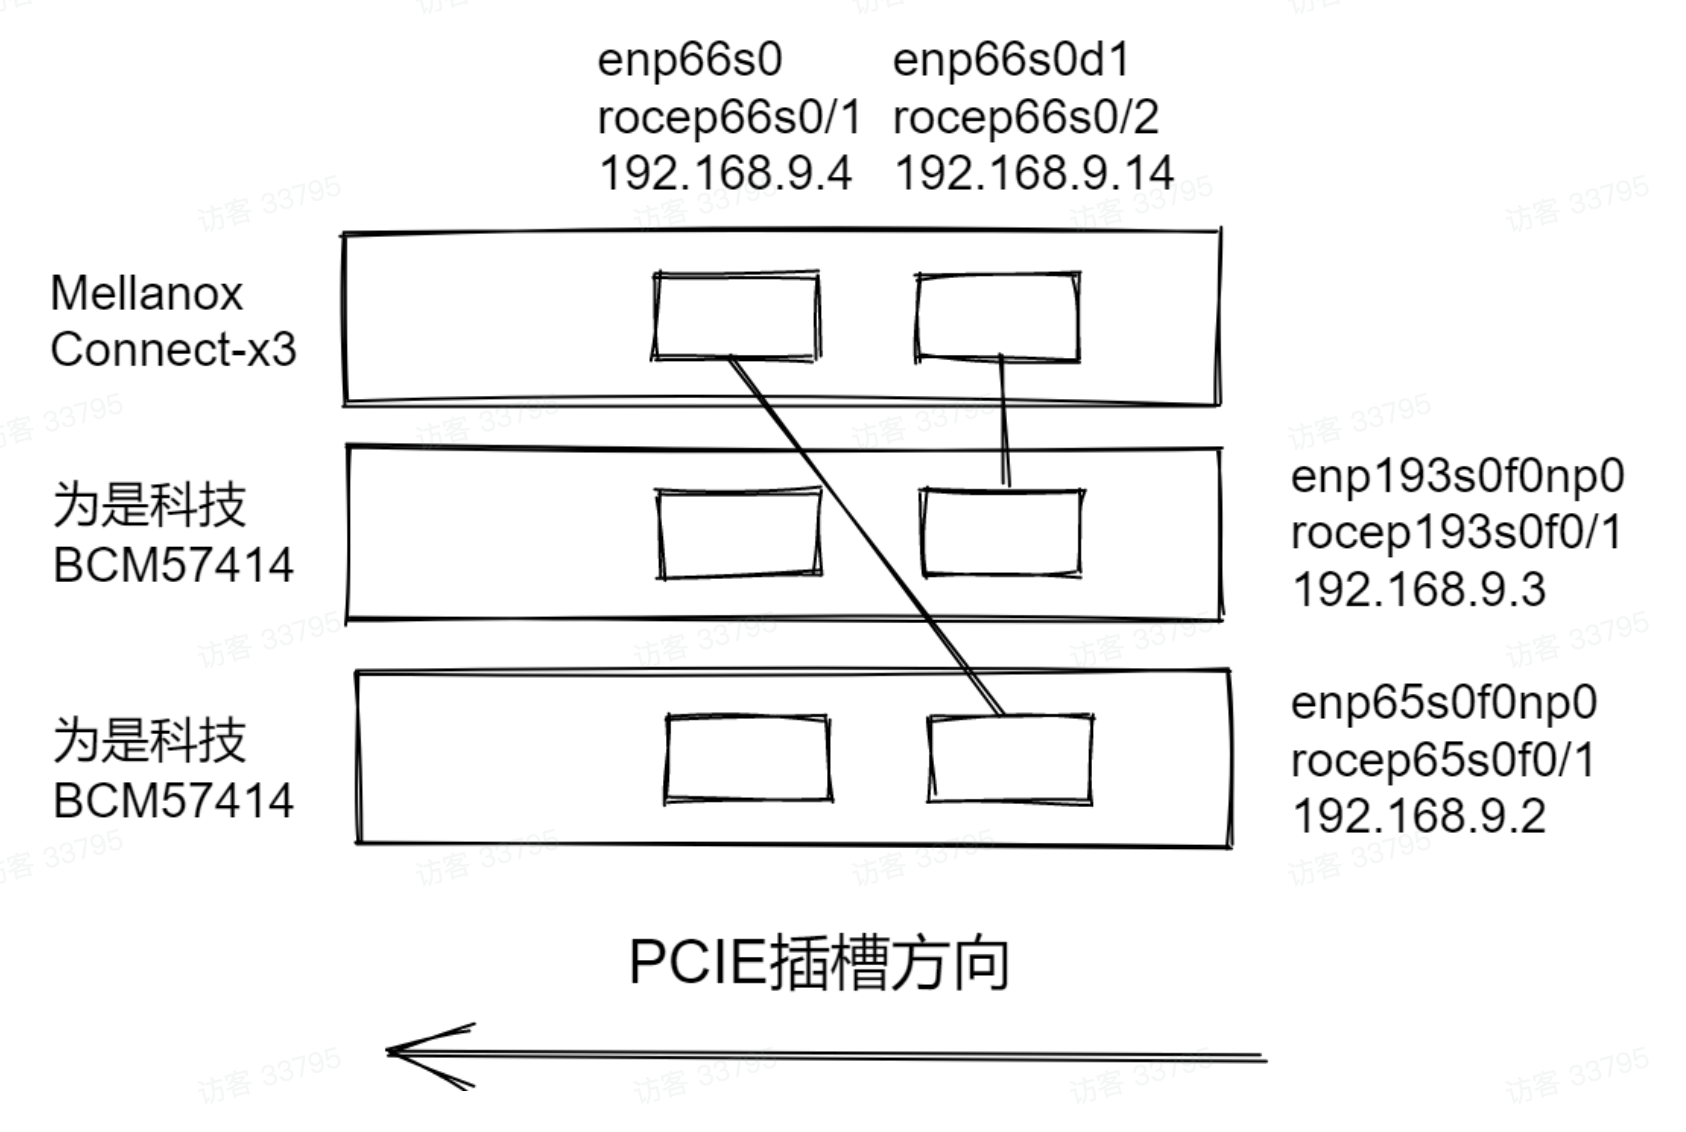 enp66s0
rocep66s0/1
192.168.9.4
enp66s0d1
rocep66s0/2
192.168.9.14
Mellanox
Connect-x3
为是科技
BCM57414
enp193s0f0np0
rocep193s0f0/1
192.168.9.3
为是科技
BCM57414
enp65s0f0np0
rocep65s0f0/1
192.168.9.2
PCIE插槽方向
访客 33795